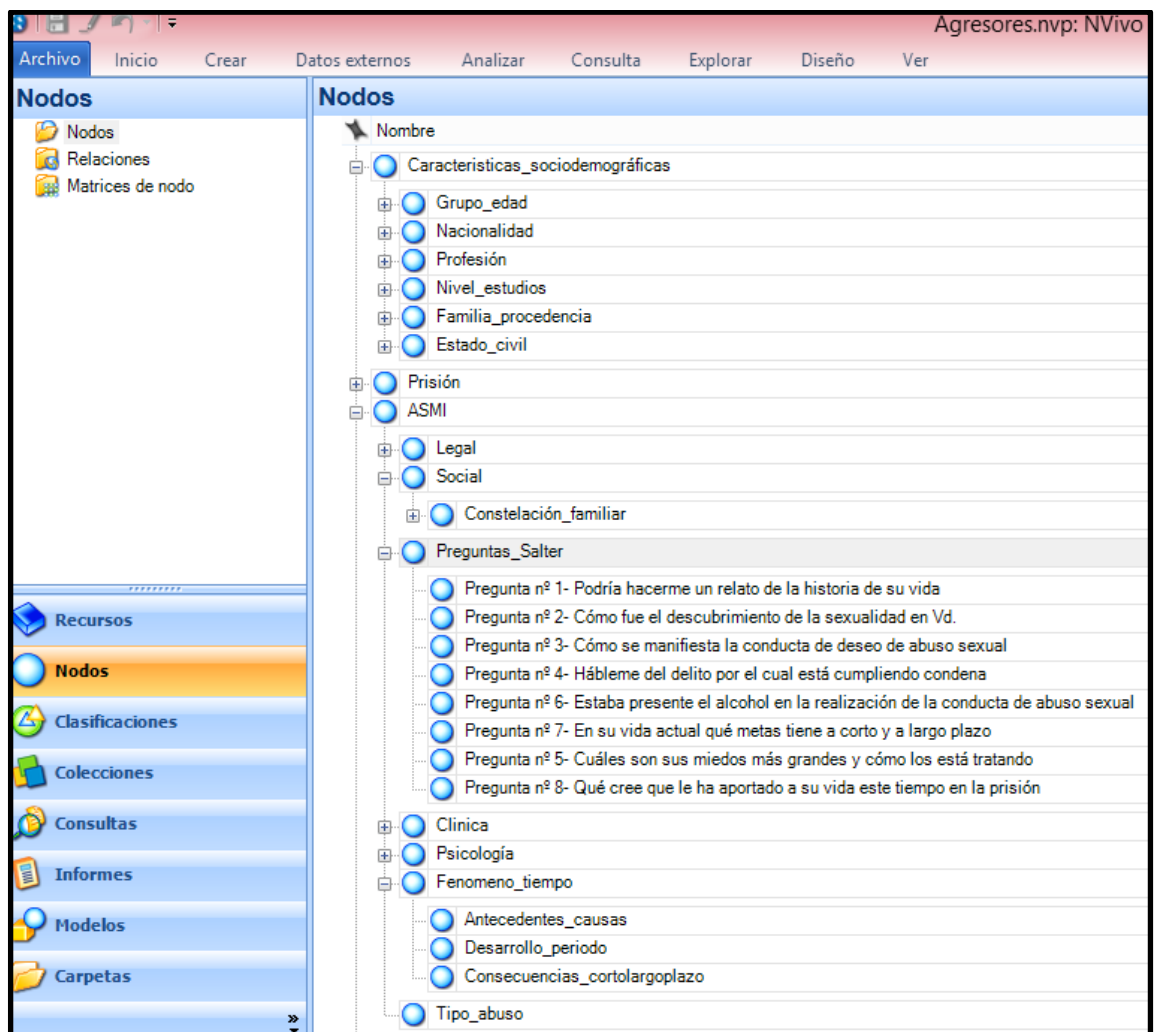 Agresores.nvp: NVivo
Archivo Inicio Crear Datos externos Analizar Consulta Explorar Diseño Ver
Nodos
Nodos
Relaciones
Matrices de nodo
Recursos
Nodos
Clasificaciones
Colecciones
Consultas
Informes
Modelos
Carpetas
»
Nodos
Nombre
Caracteristicas_sociodemográficas
Grupo_edad
Nacionalidad
Profesión
Nivel_estudios
Familia_procedencia
Estado_civil
Prisión
ASMI
Legal
Social
Constelación_familiar
Preguntas_Salter
Pregunta nº 1- Podría hacerme un relato de la historia de su vida
Pregunta nº 2- Cómo fue el descubrimiento de la sexualidad en Vd.
Pregunta nº 3- Cómo se manifiesta la conducta de deseo de abuso sexual
Pregunta nº 4- Hábleme del delito por el cual está cumpliendo condena
Pregunta nº 6- Estaba presente el alcohol en la realización de la conducta de abuso sexual
Pregunta nº 7- En su vida actual qué metas tiene a corto y a largo plazo
Pregunta nº 5- Cuáles son sus miedos más grandes y cómo los está tratando
Pregunta nº 8- Qué cree que le ha aportado a su vida este tiempo en la prisión
Clinica
Psicología
Fenomeno_tiempo
Antecedentes_causas
Desarrollo_periodo
Consecuencias_cortolargoplazo
Tipo_abuso